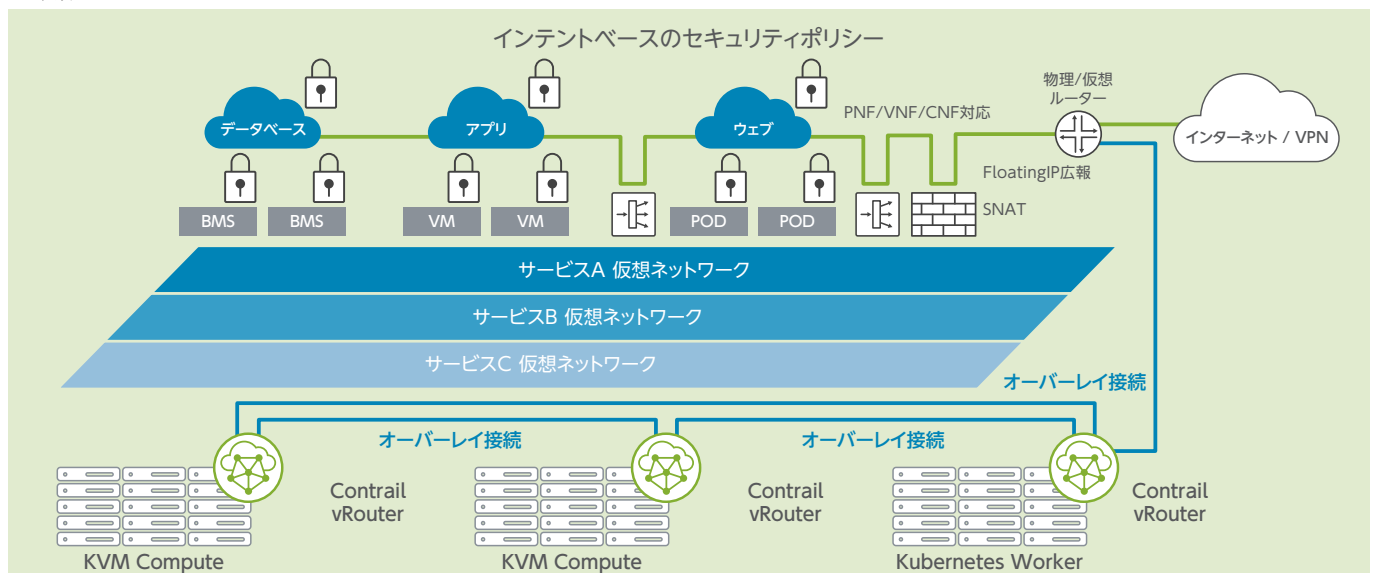 インテントベースのセキュリティポリシー
データベース
アプリ
ウェブ
PNF/VNF/CNF対応
物理/仮想
ルーター
インターネット / VPN
FloatingIP広報
SNAT
BMS
BMS
VM
VM
POD
POD
サービスA 仮想ネットワーク
サービスB 仮想ネットワーク
サービスC 仮想ネットワーク
オーバーレイ接続
オーバーレイ接続
オーバーレイ接続
Contrail
vRouter
Contrail
vRouter
Contrail
vRouter
KVM Compute
KVM Compute
Kubernetes Worker